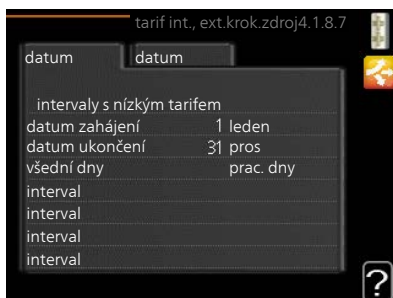 tarif int., ext.krok.zdroj4.1.8.7
datum datum
intervaly s nízkým tarifem
datum zahájení 1 leden
datum ukončení 31 pros
všední dny prac. dny
interval
interval
interval
interval
?